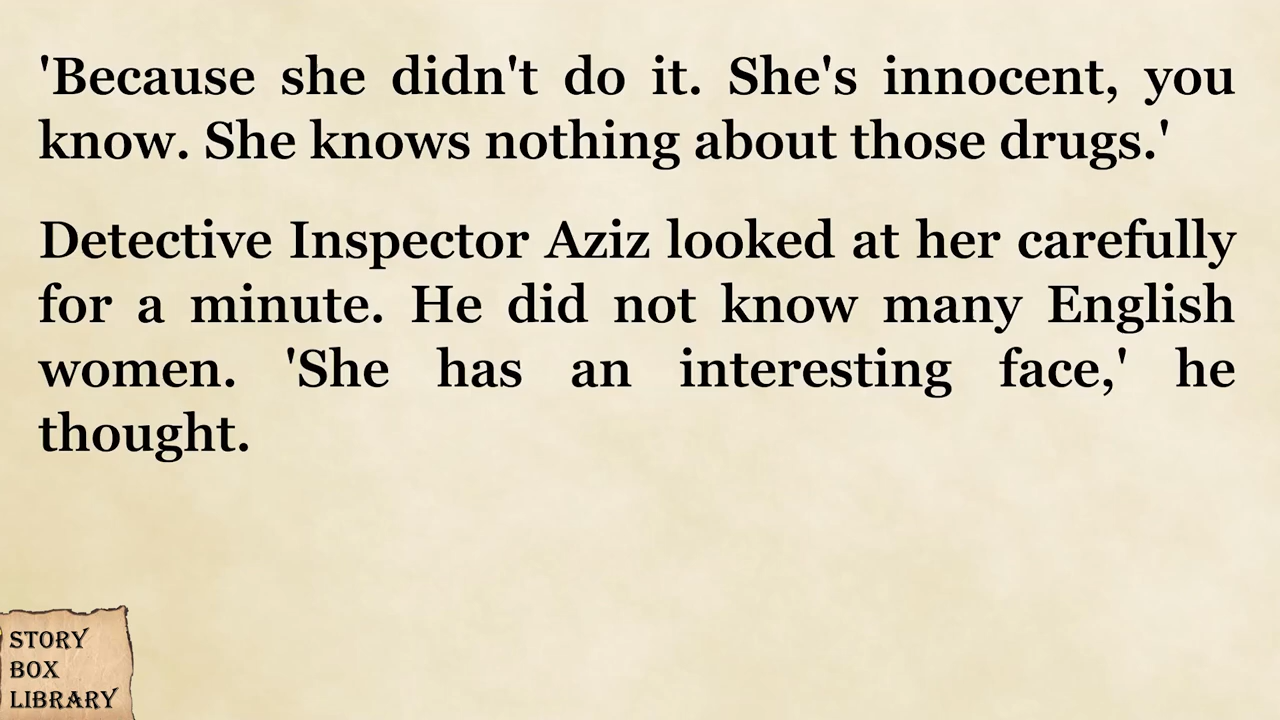 'Because she didn't do it. She's innocent, you
know. She knows nothing about those drugs.'
Detective Inspector Aziz looked at her carefully
for a minute. He did not know many English
women. 'She has an interesting face,' he
thought.
STORY
BOX
LIBRARY